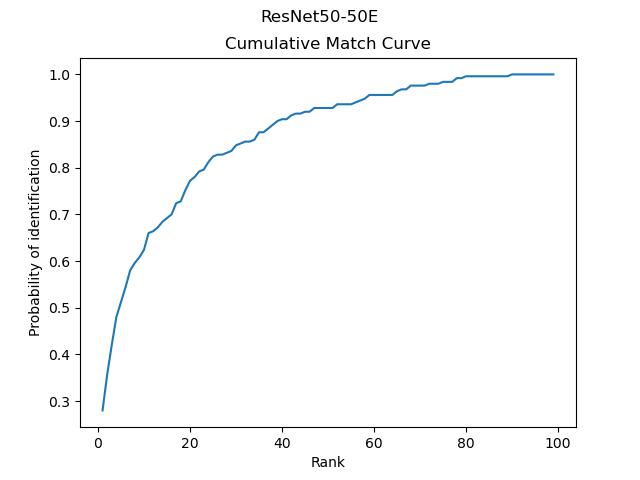 ResNet50-50E
Cumulative Match Curve
1.0
0.9
0.8
0.7
0.6
0.5
0.4
0.3
Probability of identification
0 20 40 60 80 100
Rank